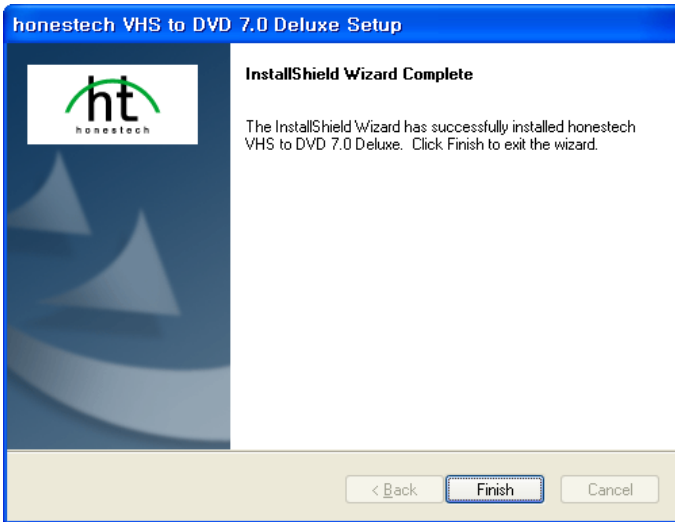 honestech VHS to DVD 7.0 Deluxe Setup
ht
honestech
InstallShield Wizard Complete
The InstallShield Wizard has successfully installed honestech
VHS to DVD 7.0 Deluxe. Click Finish to exit the wizard.
< Back
Finish
Cancel